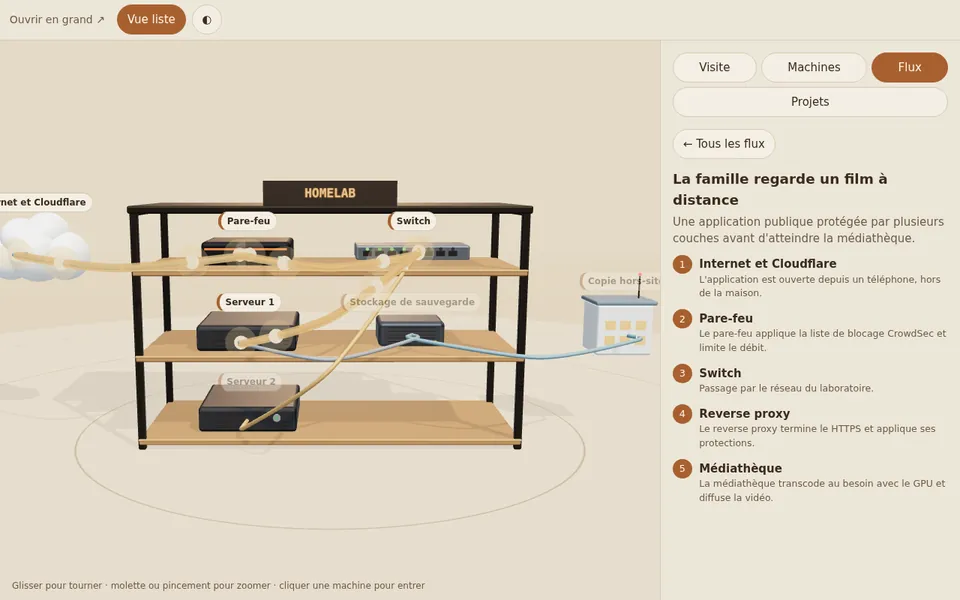 Ouvrir en grand ↗
Vue liste
Visite
Machines
Flux
Projets
← Tous les flux
La famille regarde un film à
distance
Une application publique protégée par plusieurs
couches avant d'atteindre la médiathèque.
1 Internet et Cloudflare
L'application est ouverte depuis un téléphone, hors
de la maison.
2 Pare-feu
Le pare-feu applique la liste de blocage CrowdSec et
limite le débit.
3 Switch
Passage par le réseau du laboratoire.
4 Reverse proxy
Le reverse proxy termine le HTTPS et applique ses
protections.
5 Médiathèque
La médiathèque transcode au besoin avec le GPU et
diffuse la vidéo.
HOMELAB
rnet et Cloudflare
Pare-feu
Switch
Copie hors-site
Serveur 1
Stockage de sauvegarde
Serveur 2
Glisser pour tourner · molette ou pincement pour zoomer · cliquer une machine pour entrer